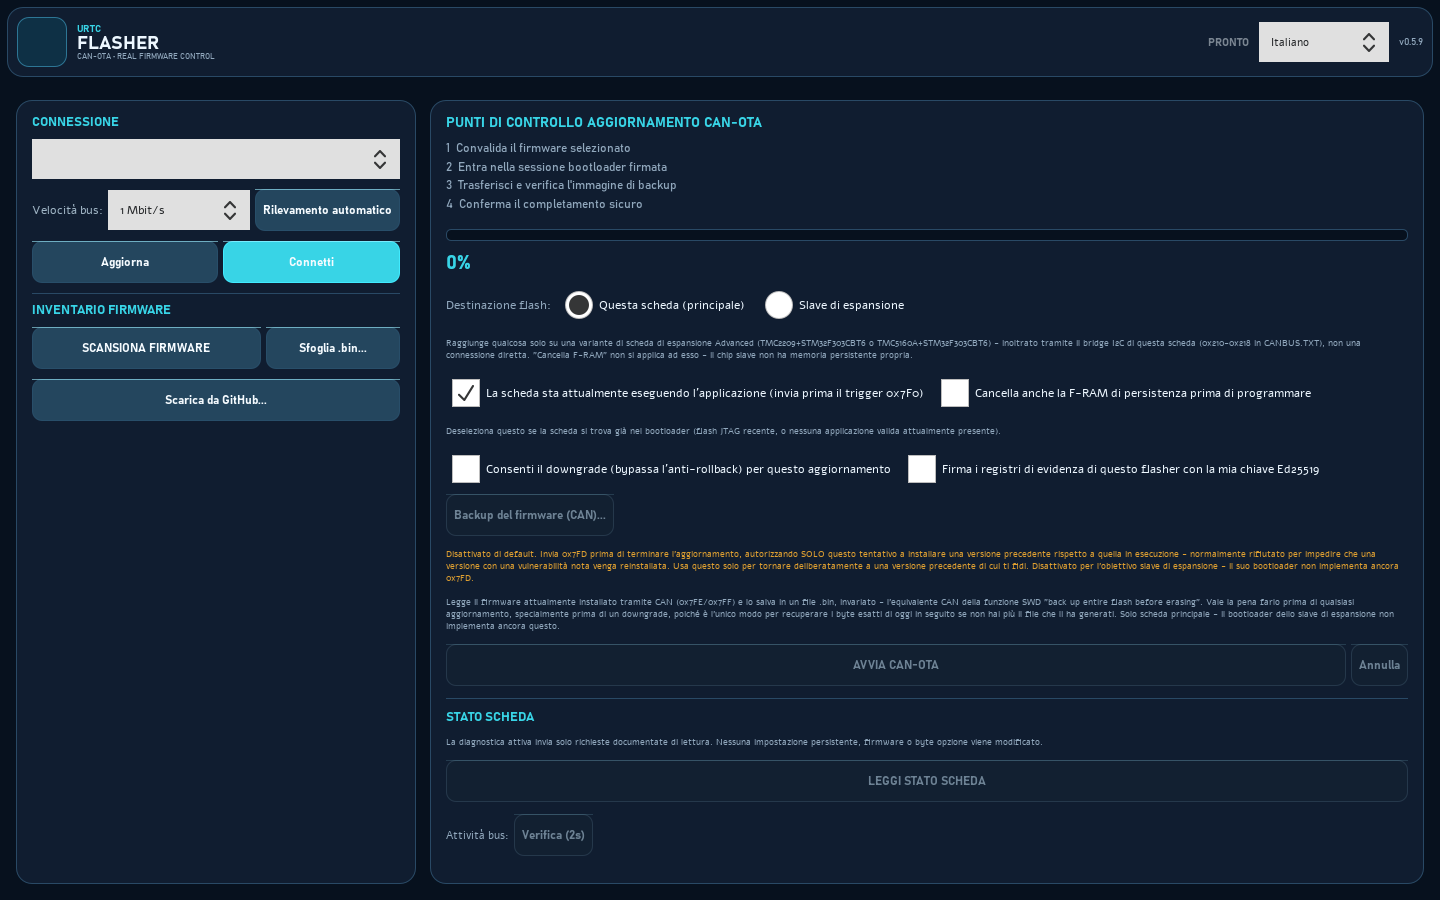 URTC
FLASHER
CAN-OTA · REAL FIRMWARE CONTROL
PRONTO
Italiano
v0.5.9
CONNESSIONE
Velocità bus:
1 Mbit/s
Rilevamento automatico
Aggiorna
Connetti
INVENTARIO FIRMWARE
SCANSIONA FIRMWARE
Sfoglia .bin...
Scarica da GitHub...
PUNTI DI CONTROLLO AGGIORNAMENTO CAN-OTA
1 Convalida il firmware selezionato
2 Entra nella sessione bootloader firmata
3 Trasferisci e verifica l'immagine di backup
4 Conferma il completamento sicuro
0%
Destinazione flash:
Questa scheda (principale)
Slave di espansione
Raggiunge qualcosa solo su una variante di scheda di espansione Advanced (TMC2209+STM32F303CBT6 o TMC5160A+STM32F303CBT6) - inoltrato tramite il bridge I2C di questa scheda (0x210-0x218 in CANBUS.TXT), non una
connessione diretta. "Cancella F-RAM" non si applica ad esso - il chip slave non ha memoria persistente propria.
La scheda sta attualmente eseguendo l'applicazione (invia prima il trigger 0x7F0)
Cancella anche la F-RAM di persistenza prima di programmare
Deseleziona questo se la scheda si trova già nel bootloader (flash JTAG recente, o nessuna applicazione valida attualmente presente).
Consenti il downgrade (bypassa l'anti-rollback) per questo aggiornamento
Firma i registri di evidenza di questo flasher con la mia chiave Ed25519
Backup del firmware (CAN)...
Disattivato di default. Invia 0x7FD prima di terminare l'aggiornamento, autorizzando SOLO questo tentativo a installare una versione precedente rispetto a quella in esecuzione - normalmente rifiutato per impedire che una
versione con una vulnerabilità nota venga reinstallata. Usa questo solo per tornare deliberatamente a una versione precedente di cui ti fidi. Disattivato per l'obiettivo slave di espansione - il suo bootloader non implementa ancora
0x7FD.
Legge il firmware attualmente installato tramite CAN (0x7FE/0x7FF) e lo salva in un file .bin, invariato - l'equivalente CAN della funzione SWD "back up entire flash before erasing". Vale la pena farlo prima di qualsiasi
aggiornamento, specialmente prima di un downgrade, poiché è l'unico modo per recuperare i byte esatti di oggi in seguito se non hai più il file che li ha generati. Solo scheda principale - il bootloader dello slave di espansione non
implementa ancora questo.
AVVIA CAN-OTA
Annulla
STATO SCHEDA
La diagnostica attiva invia solo richieste documentate di lettura. Nessuna impostazione persistente, firmware o byte opzione viene modificato.
LEGGI STATO SCHEDA
Attività bus:
Verifica (2s)